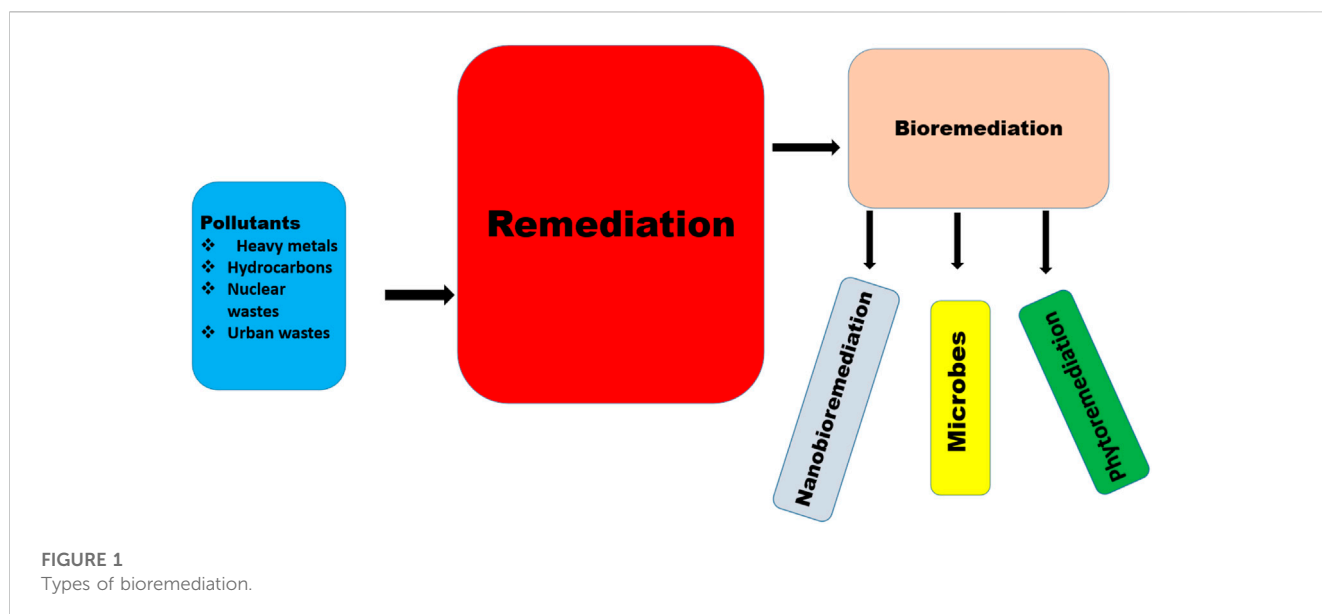 Pollutants
❖ Heavy metals
❖ Hydrocarbons
❖ Nuclear
wastes
❖ Urban wastes
Remediation
Bioremediation
Nanobioremediation
Microbes
Phytoremediation
FIGURE 1
Types of bioremediation.